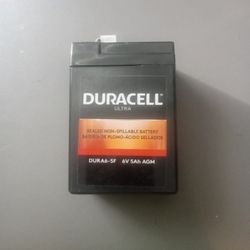 DURACELL
ULTRA
SEALED NON-SPILLABLE BATTERY
BATERÍA DE PLOMO-ÁCIDO SELLADOS
DURA6-5F 6V 5Ah AGM